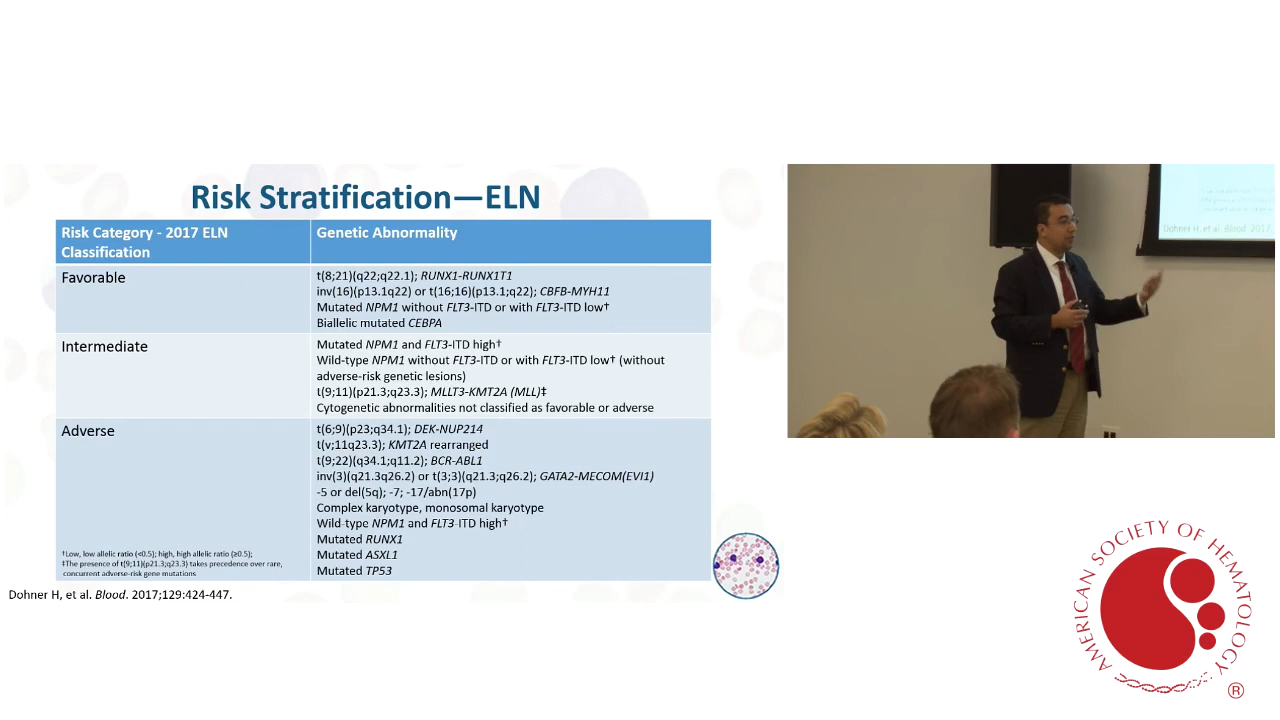 Risk Stratification—ELN
Risk Category - 2017 ELN
Classification
Genetic Abnormality
Favorable
t(8;21)(q22;q22.1); RUNX1-RUNX1T1
inv(16)(p13.1q22) or t(16;16)(p13.1;q22); CBFB-MYH11
Mutated NPM1 without FLT3-ITD or with FLT3-ITD low†
Biallelic mutated CEBPA
Intermediate
Mutated NPM1 and FLT3-ITD high†
Wild-type NPM1 without FLT3-ITD or with FLT3-ITD low† (without
adverse-risk genetic lesions)
t(9;11)(p21.3;q23.3); MLLT3-KMT2A (MLL)‡
Cytogenetic abnormalities not classified as favorable or adverse
Adverse
t(6;9)(p23;q34.1); DEK-NUP214
t(v;11q23.3); KMT2A rearranged
t(9;22)(q34.1;q11.2); BCR-ABL1
inv(3)(q21.3q26.2) or t(3;3)(q21.3;q26.2); GATA2-MECOM(EVI1)
-5 or del(5q); -7; -17/abn(17p)
Complex karyotype, monosomal karyotype
Wild-type NPM1 and FLT3-ITD high†
Mutated RUNX1
Mutated ASXL1
Mutated TP53
†Low, low allelic ratio (<0.5); high, high allelic ratio (≥0.5);
‡The presence of t(9;11)(p21.3;q23.3) takes precedence over rare,
concurrent adverse-risk gene mutations
Dohner H, et al. Blood. 2017;129:424-447.
Dohner H, et al. Blood. 2017
AMERICAN SOCIETY OF HEMATOLOGY
®